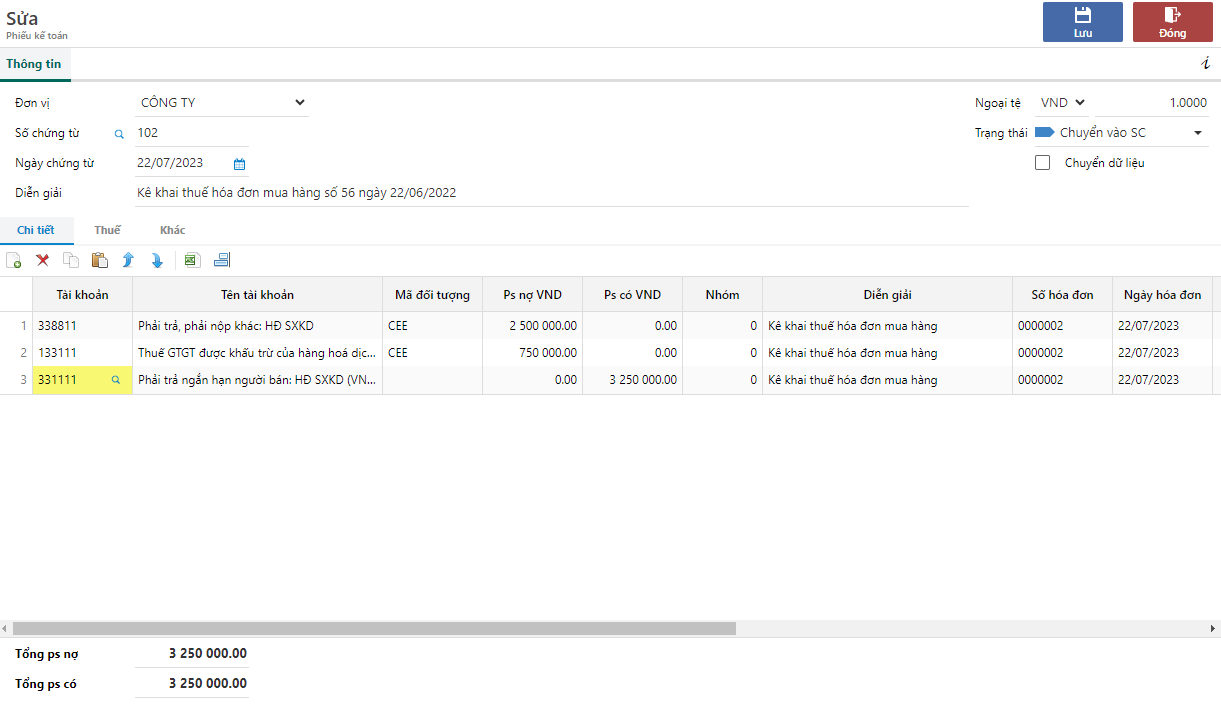 Sửa
Phiếu kế toán
Lưu
Đóng
Thông tin
i
Đơn vị CÔNG TY Ngoại tệ VND 1.0000
Số chứng từ 102 Trạng thái Chuyển vào SC
Ngày chứng từ 22/07/2023 Chuyển dữ liệu
Diễn giải Kê khai thuế hóa đơn mua hàng số 56 ngày 22/06/2022
Chi tiết Thuế Khác
Tài khoản Tên tài khoản Mã đối tượng Ps nợ VND Ps có VND Nhóm Diễn giải Số hóa đơn Ngày hóa đơn
1 338811 Phải trả, phải nộp khác: HĐ SXKD CEE 2 500 000.00 0.00 0 Kê khai thuế hóa đơn mua hàng 0000002 22/07/2023
2 133111 Thuế GTGT được khấu trừ của hàng hoá dịc... CEE 750 000.00 0.00 0 Kê khai thuế hóa đơn mua hàng 0000002 22/07/2023
3 331111 Phải trả ngắn hạn người bán: HĐ SXKD (VN... 0.00 3 250 000.00 0 Kê khai thuế hóa đơn mua hàng 0000002 22/07/2023
Tổng ps nợ 3 250 000.00
Tổng ps có 3 250 000.00